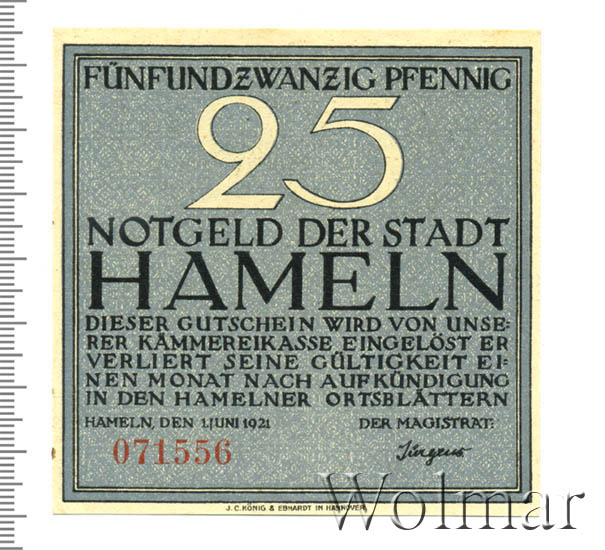 FÜNFUNDZWANZIG PFENNIG
25
NOTGELD DER STADT
HAMELN
DIESER GUTSCHEIN WIRD VON UNSE-
RER KÄMMEREIKASSE EINGELÖST ER
VERLIERT SEINE GÜLTIGKEIT EI-
NEN MONAT NACH AUFKÜNDIGUNG
IN DEN HAMELNER ORTSBLÄTTERN
HAMELN, DEN 1. JUNI 1921 DER MAGISTRAT:
071556 Jürgens
J.C. KÖNIG & EBHARDT IN HANNOVER.
Wolmar